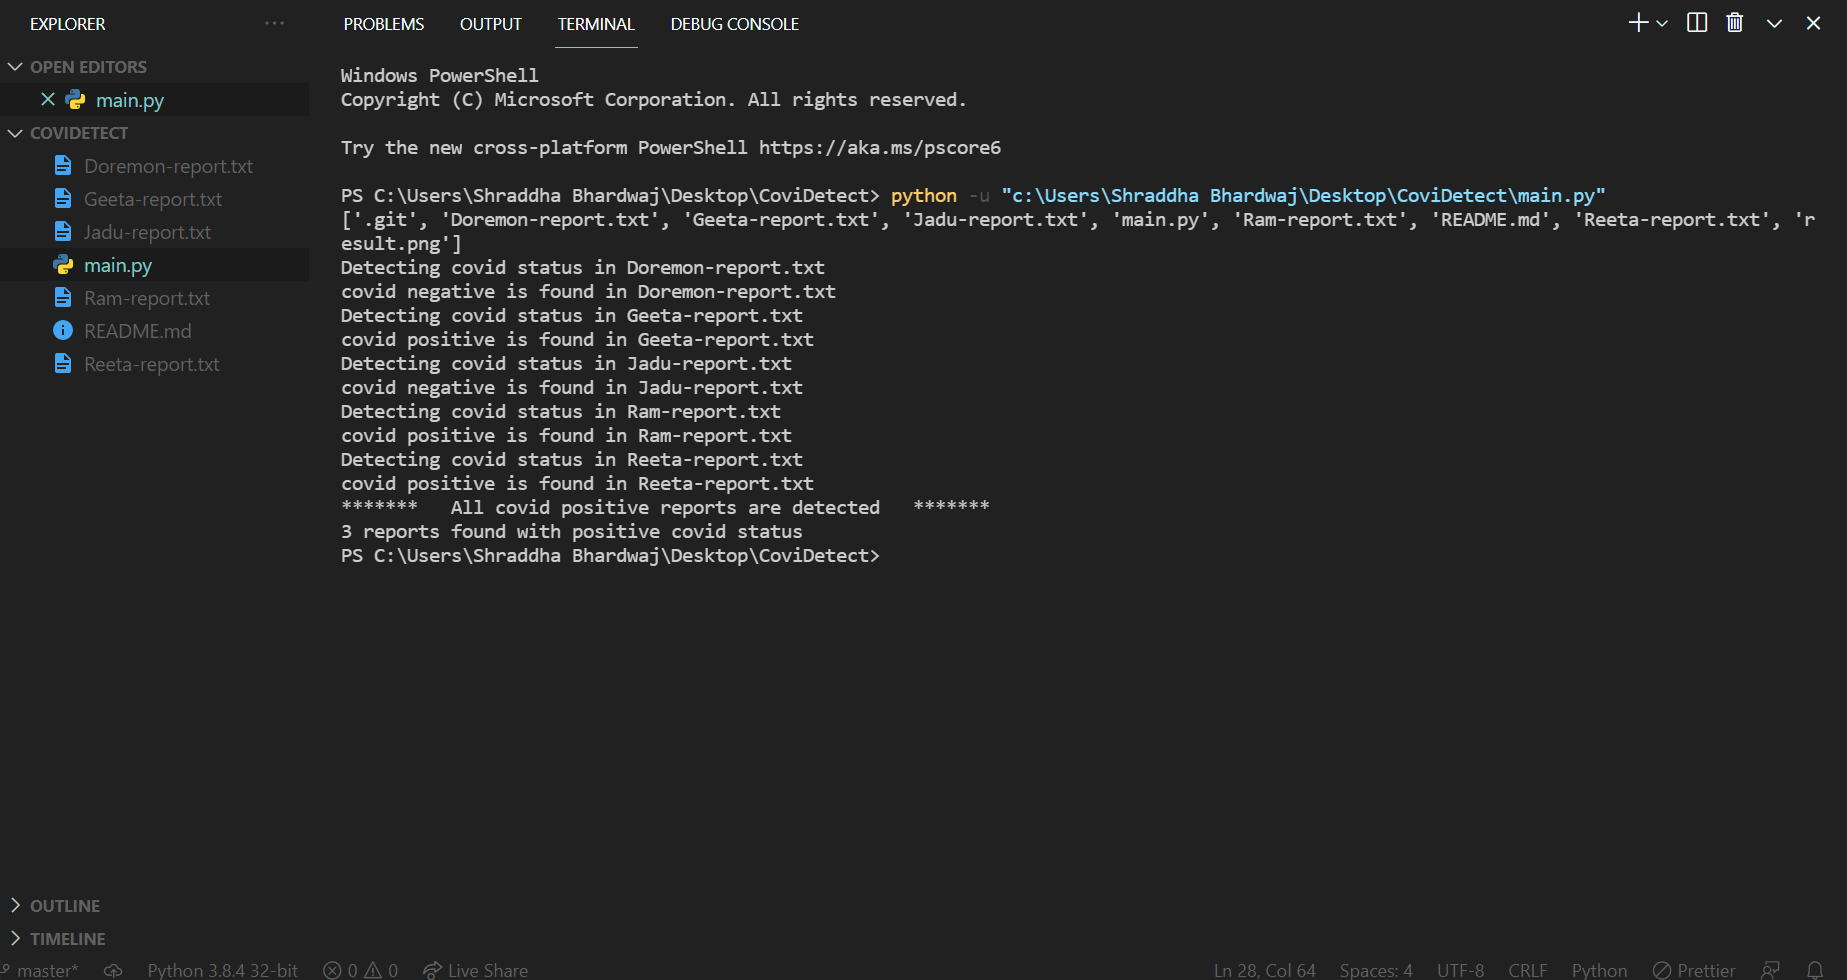 EXPLORER
OPEN EDITORS
main.py
COVIDETECT
Doremon-report.txt
Geeta-report.txt
Jadu-report.txt
main.py
Ram-report.txt
README.md
Reeta-report.txt
OUTLINE
TIMELINE
PROBLEMS OUTPUT TERMINAL DEBUG CONSOLE
Windows PowerShell
Copyright (C) Microsoft Corporation. All rights reserved.
Try the new cross-platform PowerShell https://aka.ms/pscore6
PS C:\Users\Shraddha Bhardwaj\Desktop\CoviDetect> python -u "c:\Users\Shraddha Bhardwaj\Desktop\CoviDetect\main.py"
['.git', 'Doremon-report.txt', 'Geeta-report.txt', 'Jadu-report.txt', 'main.py', 'Ram-report.txt', 'README.md', 'Reeta-report.txt', 'r
esult.png']
Detecting covid status in Doremon-report.txt
covid negative is found in Doremon-report.txt
Detecting covid status in Geeta-report.txt
covid positive is found in Geeta-report.txt
Detecting covid status in Jadu-report.txt
covid negative is found in Jadu-report.txt
Detecting covid status in Ram-report.txt
covid positive is found in Ram-report.txt
Detecting covid status in Reeta-report.txt
covid positive is found in Reeta-report.txt
*******   All covid positive reports are detected   *******
3 reports found with positive covid status
PS C:\Users\Shraddha Bhardwaj\Desktop\CoviDetect>
master* Python 3.8.4 32-bit 0 0 Live Share Ln 28, Col 64 Spaces: 4 UTF-8 CRLF Python Prettier